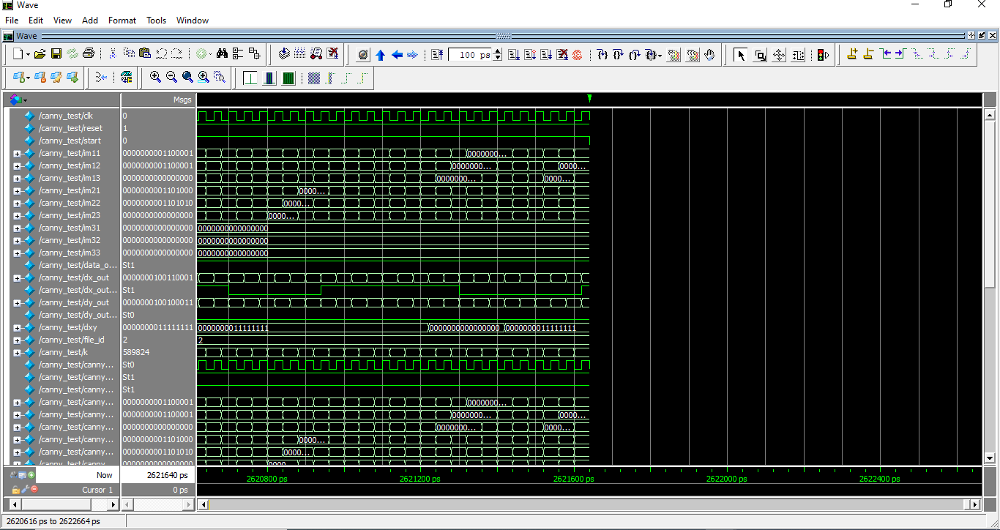 Wave
File Edit View Add Format Tools Window
Wave
100 ps
Msgs
/canny_test/clk 0
/canny_test/reset 1
/canny_test/start 0
/canny_test/im11 0000000001100001 0000000...
/canny_test/im12 0000000001100001 0000000... 0000...
/canny_test/im13 0000000000000000 0000000... 0000...
/canny_test/im21 0000000001101000 0000...
/canny_test/im22 0000000001101010 0000...
/canny_test/im23 0000000000000000 0000...
/canny_test/im31 0000000000000000 0000000000000000
/canny_test/im32 0000000000000000 0000000000000000
/canny_test/im33 0000000000000000 0000000000000000
/canny_test/data_o... St1
/canny_test/dx_out 0000000100110001
/canny_test/dx_out... St1
/canny_test/dy_out 0000000100100011
/canny_test/dy_out... St0
/canny_test/dxy 0000000011111111 0000000011111111 0000000000000000 0000000011111111
/canny_test/file_id 2 2
/canny_test/k 589824
/canny_test/canny... St0
/canny_test/canny... St1
/canny_test/canny... St1
/canny_test/canny... 0000000001100001 0000000...
/canny_test/canny... 0000000001100001 0000000... 0000...
/canny_test/canny... 0000000000000000 0000000... 0000...
/canny_test/canny... 0000000001101000 0000...
/canny_test/canny... 0000000001101010 0000...
/canny_test/canny... 0000000000000000 0000...
Now 2621640 ps
2620800 ps 2621200 ps 2621600 ps 2622000 ps 2622400 ps
Cursor 1 0 ps
2620616 ps to 2622664 ps